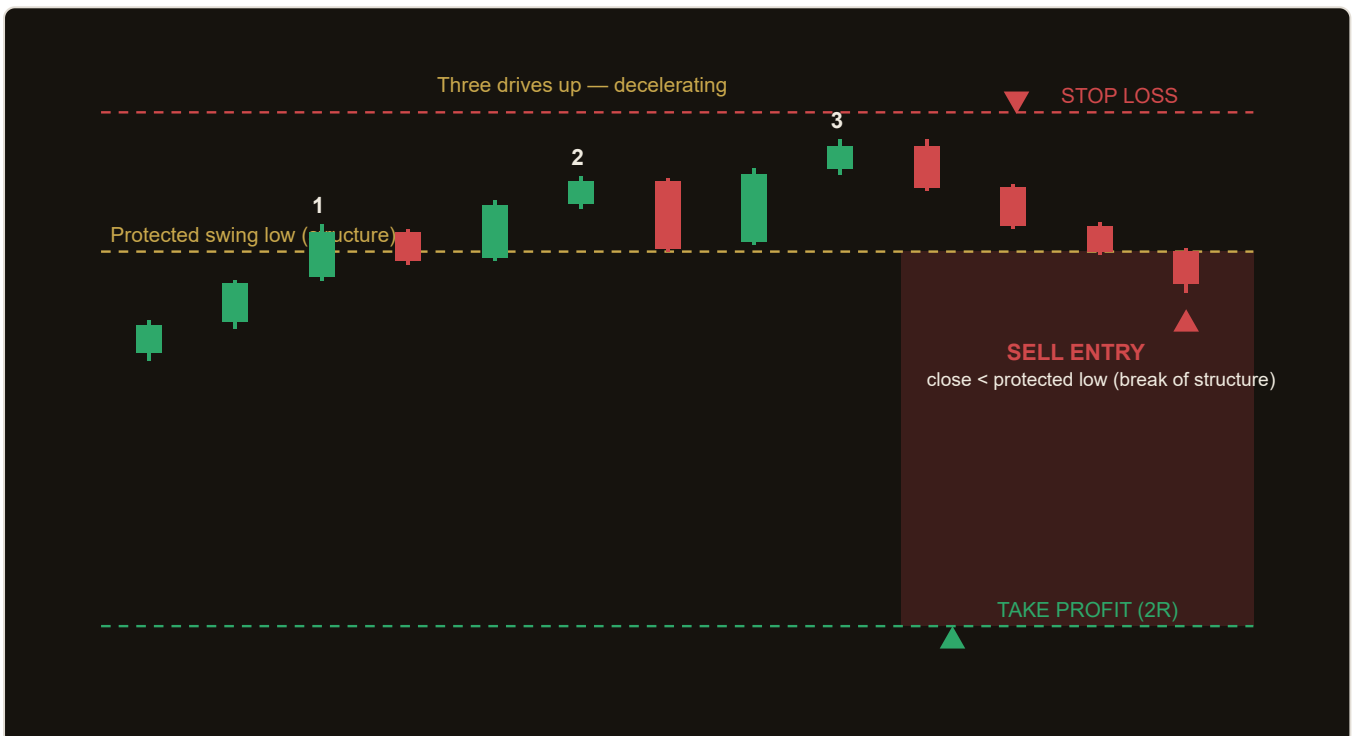 Three drives up — decelerating
STOP LOSS
3
2
1
Protected swing low (structure)
SELL ENTRY
close < protected low (break of structure)
TAKE PROFIT (2R)